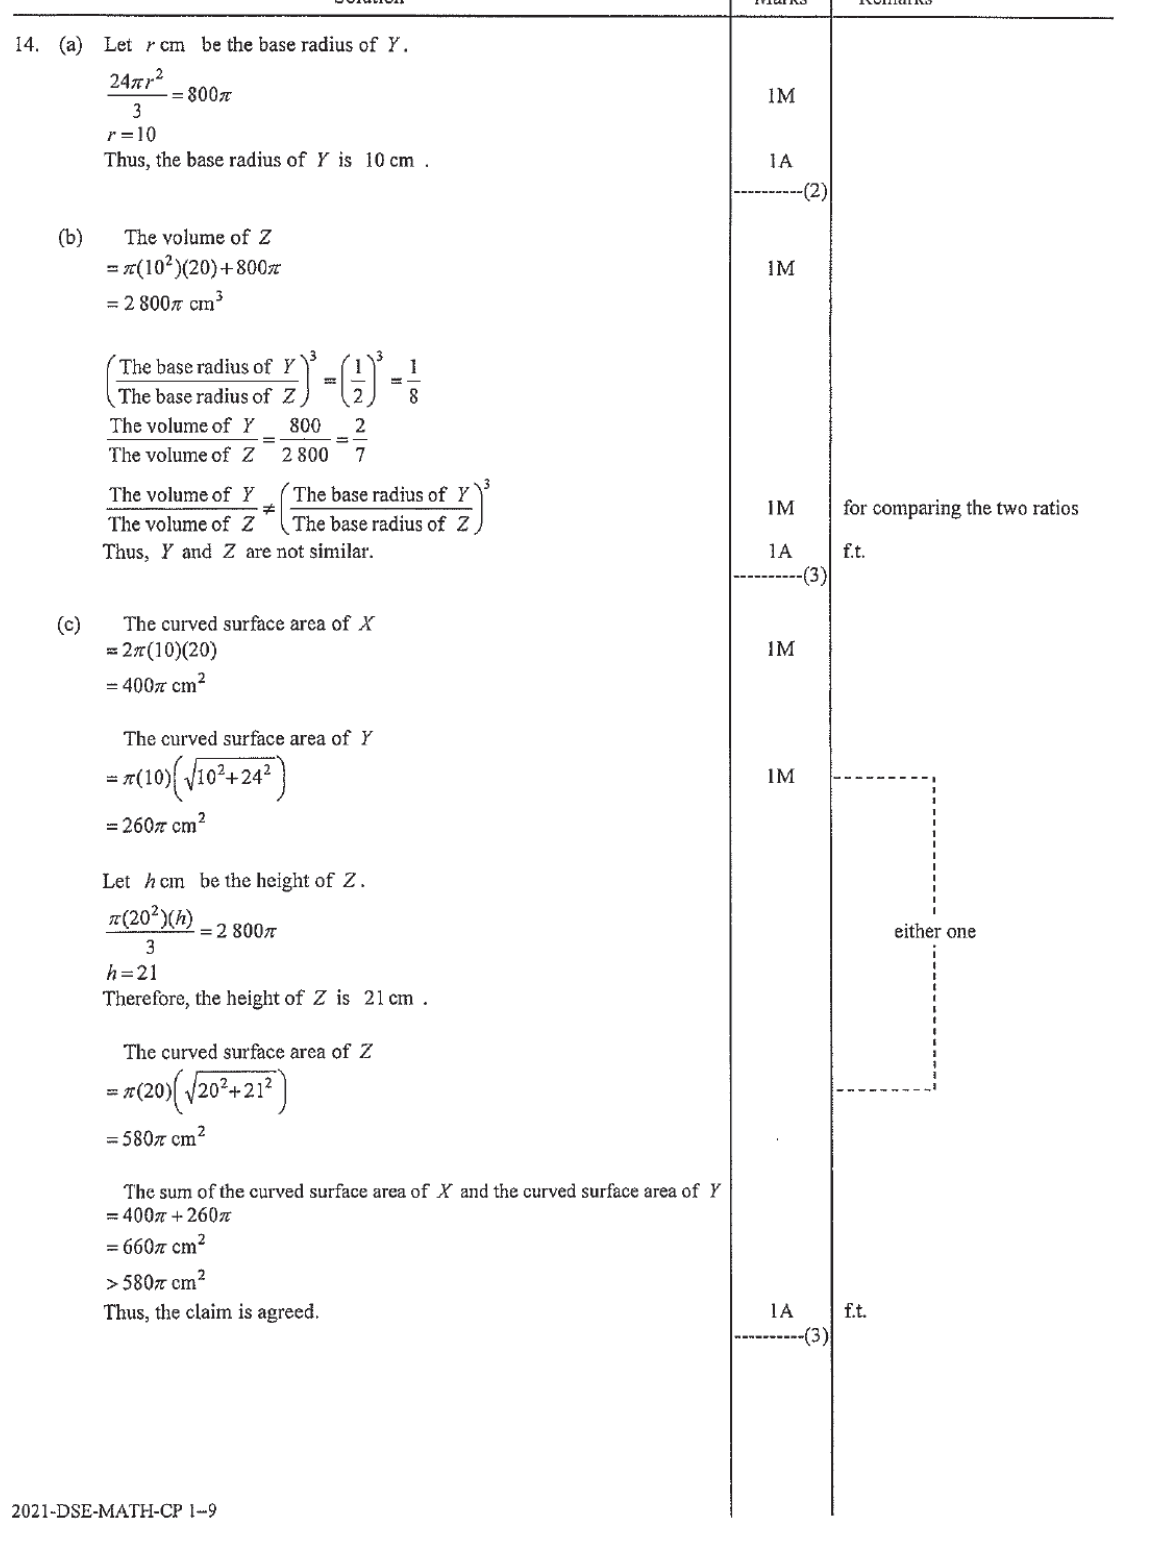 Solution Marks Remarks
14. (a) Let r cm be the base radius of Y.
24πr²/3 = 800π 1M
r = 10
Thus, the base radius of Y is 10 cm . 1A
----------(2)
(b) The volume of Z
= π(10²)(20)+800π 1M
= 2 800π cm³
(The base radius of Y/The base radius of Z)³ = (1/2)³ = 1/8
The volume of Y/The volume of Z = 800/2 800 = 2/7
The volume of Y/The volume of Z ≠ (The base radius of Y/The base radius of Z)³ 1M for comparing the two ratios
Thus, Y and Z are not similar. 1A f.t.
----------(3)
(c) The curved surface area of X
= 2π(10)(20) 1M
= 400π cm²
The curved surface area of Y
= π(10)(√(10²+24²)) 1M
= 260π cm²
Let h cm be the height of Z.
π(20²)(h)/3 = 2 800π either one
h = 21
Therefore, the height of Z is 21 cm .
The curved surface area of Z
= π(20)(√(20²+21²))
= 580π cm²
The sum of the curved surface area of X and the curved surface area of Y
= 400π + 260π
= 660π cm²
> 580π cm²
Thus, the claim is agreed. 1A f.t.
----------(3)
2021-DSE-MATH-CP 1–9